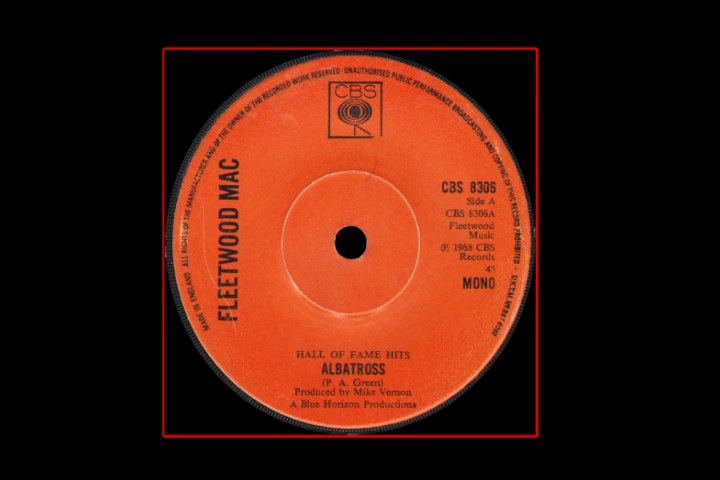 MADE IN ENGLAND ALL RIGHTS OF THE MANUFACTURER AND OF THE OWNER OF THE RECORDED WORK RESERVED · UNAUTHORISED PUBLIC PERFORMANCE BROADCASTING AND COPYING OF THIS RECORD PROHIBITED ·
CBS
FLEETWOOD MAC
CBS 8306
Side A
CBS 8306A
Fleetwood
Music
℗ 1968 CBS
Records
45
MONO
HALL OF FAME HITS
ALBATROSS
(P. A. Green)
Produced by Mike Vernon
A Blue Horizon Productions